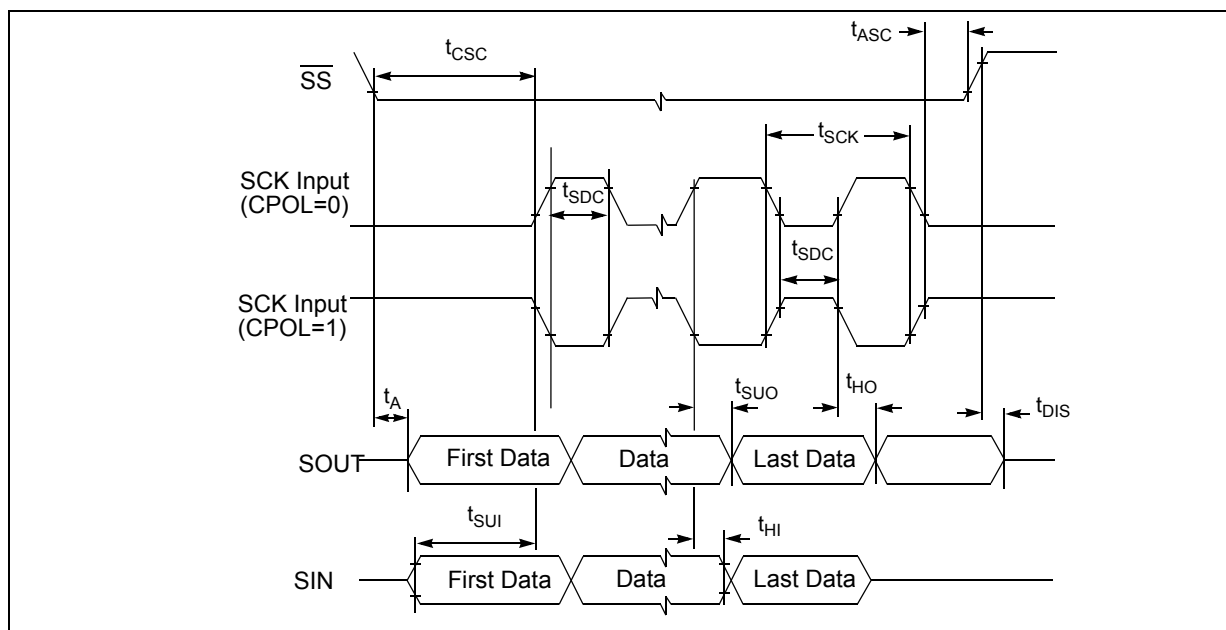 tASC
tCSC
SS
tSCK
SCK Input
(CPOL=0)
tSDC
tSDC
SCK Input
(CPOL=1)
tA
tSUO
tHO
tDIS
SOUT
First Data
Data
Last Data
tSUI
tHI
SIN
First Data
Data
Last Data